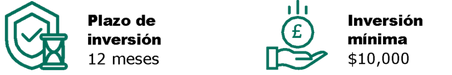 Plazo de
inversión
12 meses
£
Inversión
mínima
$10,000